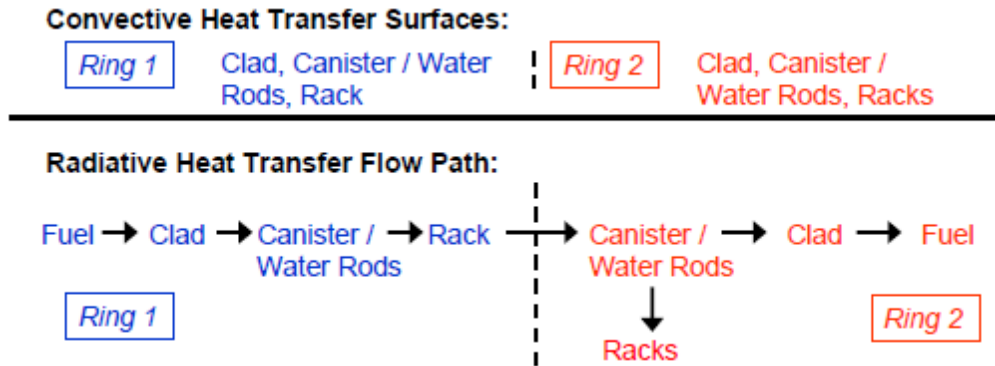 Convective Heat Transfer Surfaces:
Ring 1 Clad, Canister / Water Ring 2 Clad, Canister /
Rods, Rack Water Rods, Racks
Radiative Heat Transfer Flow Path:
Fuel Clad Canister / Rack Canister / Clad Fuel
Water Rods Water Rods
Ring 1 Ring 2
Racks